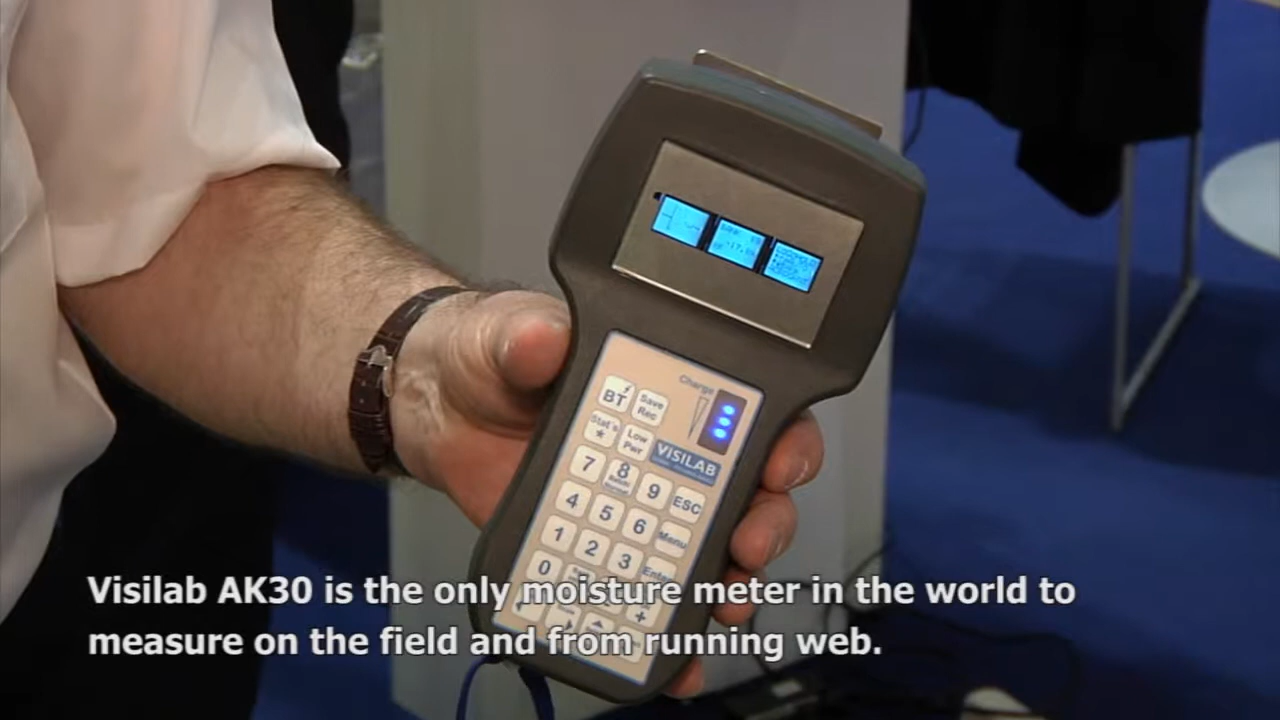 Charge
BT
Save
Rec
Stat's
*
Low
Pwr
VISILAB
7
8
9
ESC
4
5
6
Menu
1
2
3
Enter
0
+
Visilab AK30 is the only moisture meter in the world to
measure on the field and from running web.